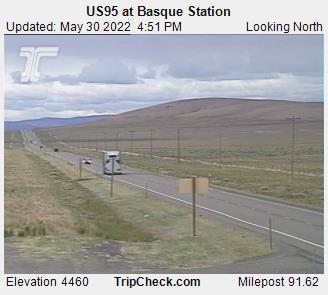 US95 at Basque Station
Updated: May 30 2022  4:51 PM
Looking North
Elevation 4460
TripCheck.com
Milepost 91.62